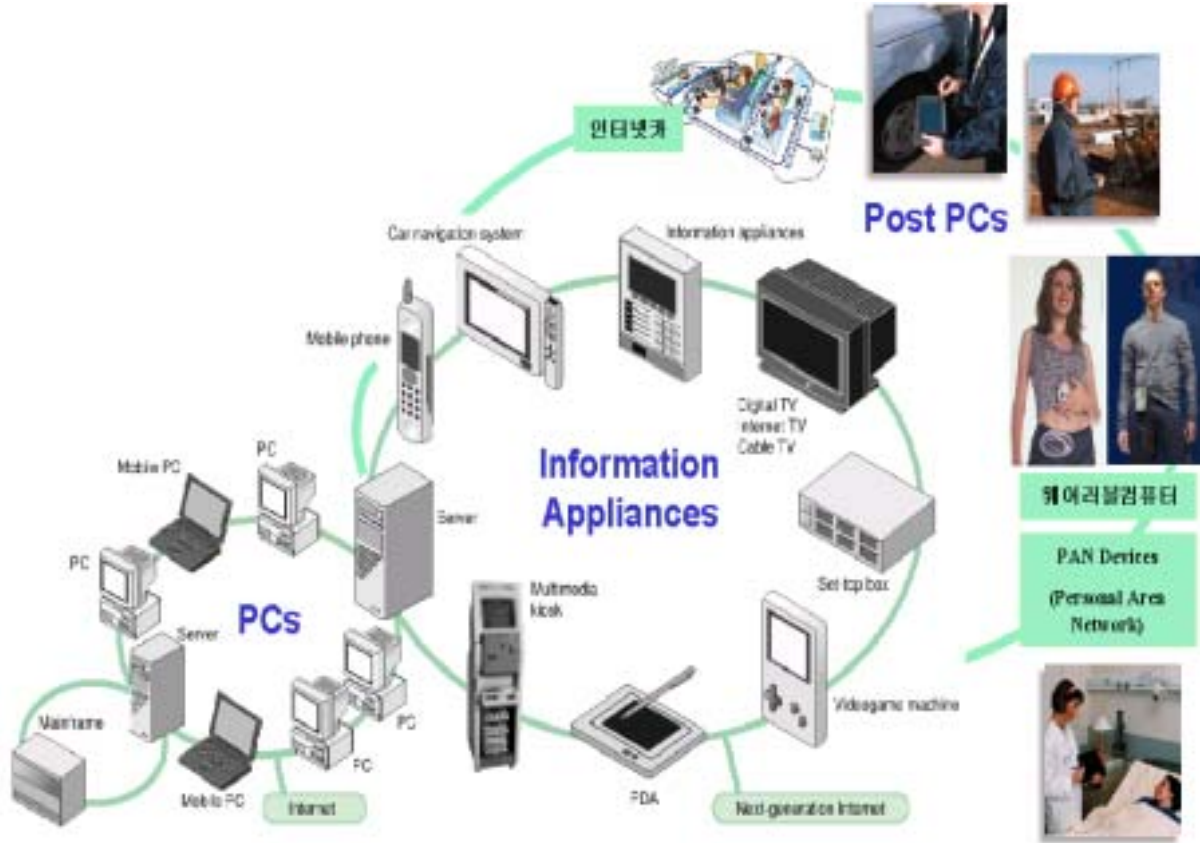 인터넷카
Post PCs
Car navigation system
Information appliances
Mobile phone
Digital TV
Internet TV
Cable TV
PC
Mobile PC
Information
Appliances
Server
웨어러블컴퓨터
PAN Devices
(Personal Area
Network)
PC
Set-top box
Multimedia
kiosk
PCs
Server
Mainframe
PC
Videogame machine
PC
Mobile PC
PDA
Internet
Next-generation Internet